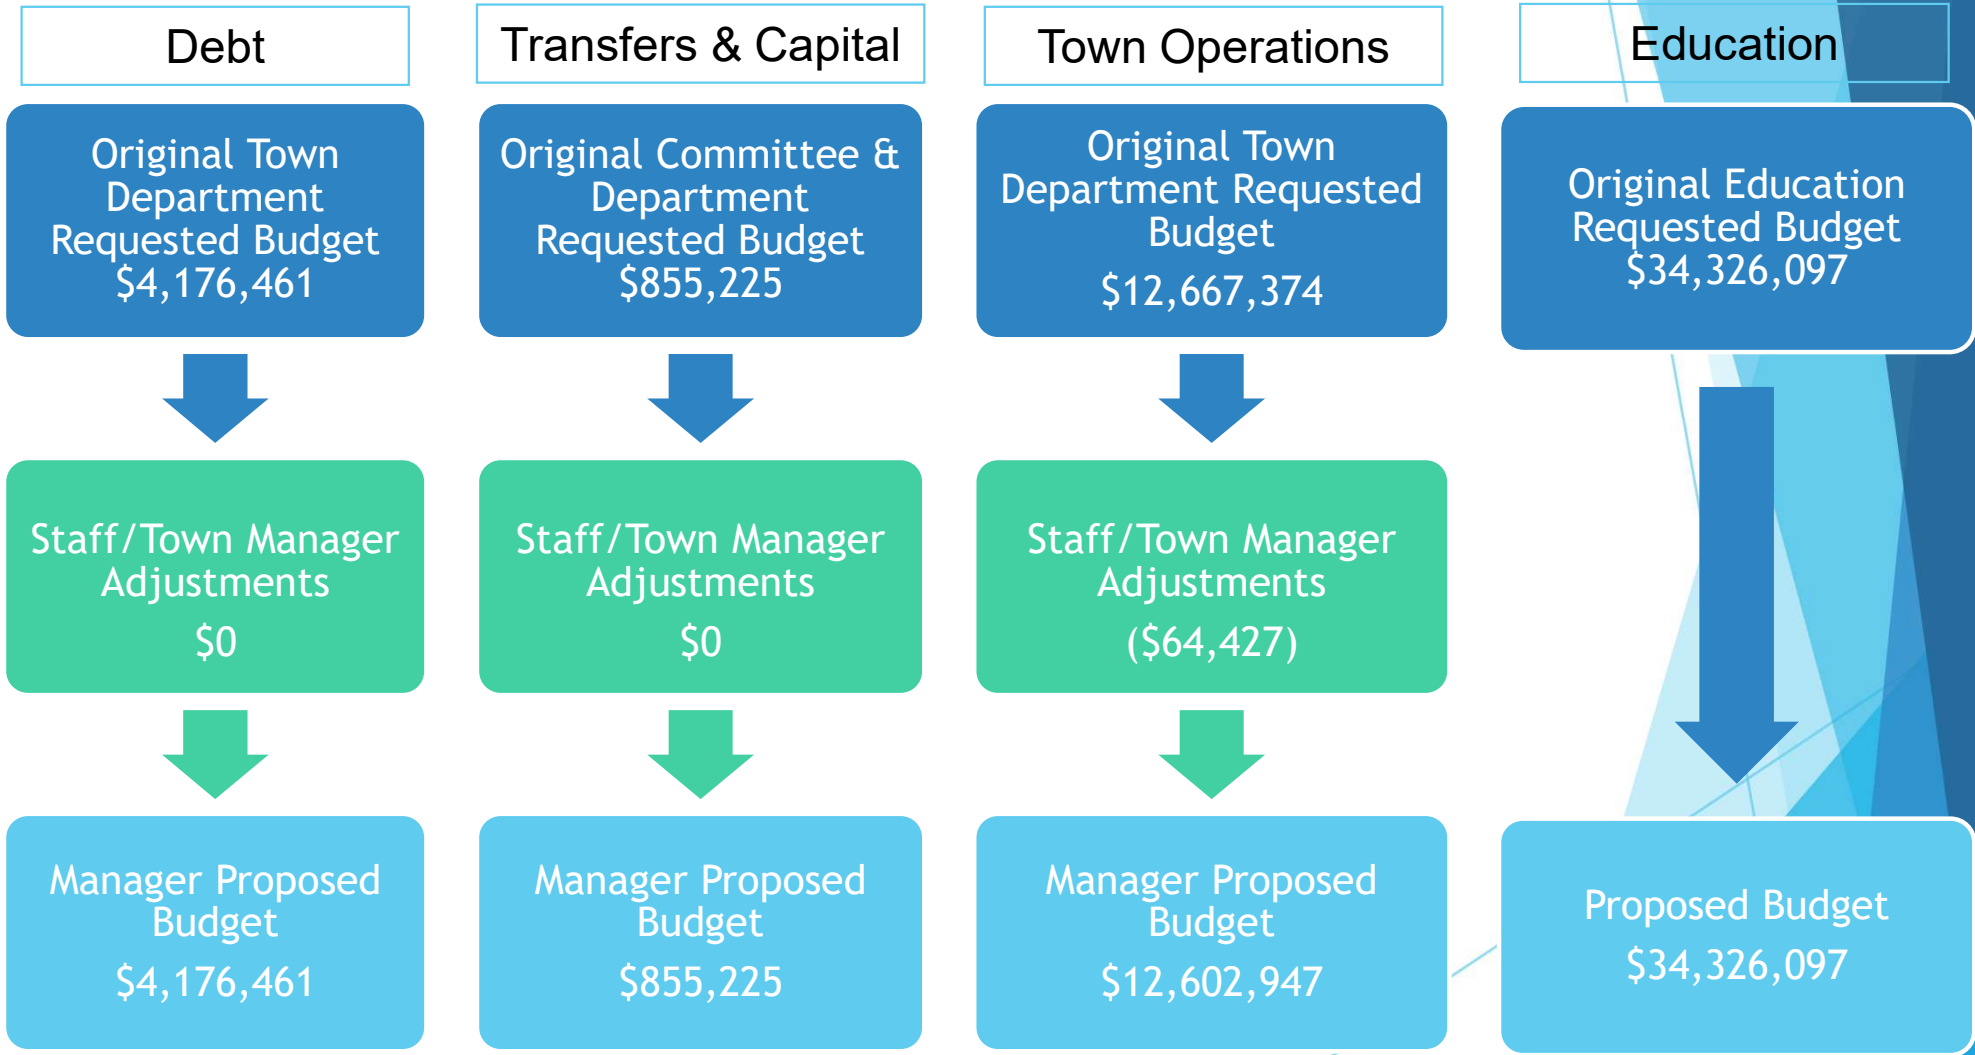 Debt
Original Town
Department
Requested Budget
$4,176,461
Staff/Town Manager
Adjustments
$0
Manager Proposed
Budget
$4,176,461
Transfers & Capital
Original Committee &
Department
Requested Budget
$855,225
Staff/Town Manager
Adjustments
$0
Manager Proposed
Budget
$855,225
Town Operations
Original Town
Department Requested
Budget
$12,667,374
Staff/Town Manager
Adjustments
($64,427)
Manager Proposed
Budget
$12,602,947
Education
Original Education
Requested Budget
$34,326,097
Proposed Budget
$34,326,097